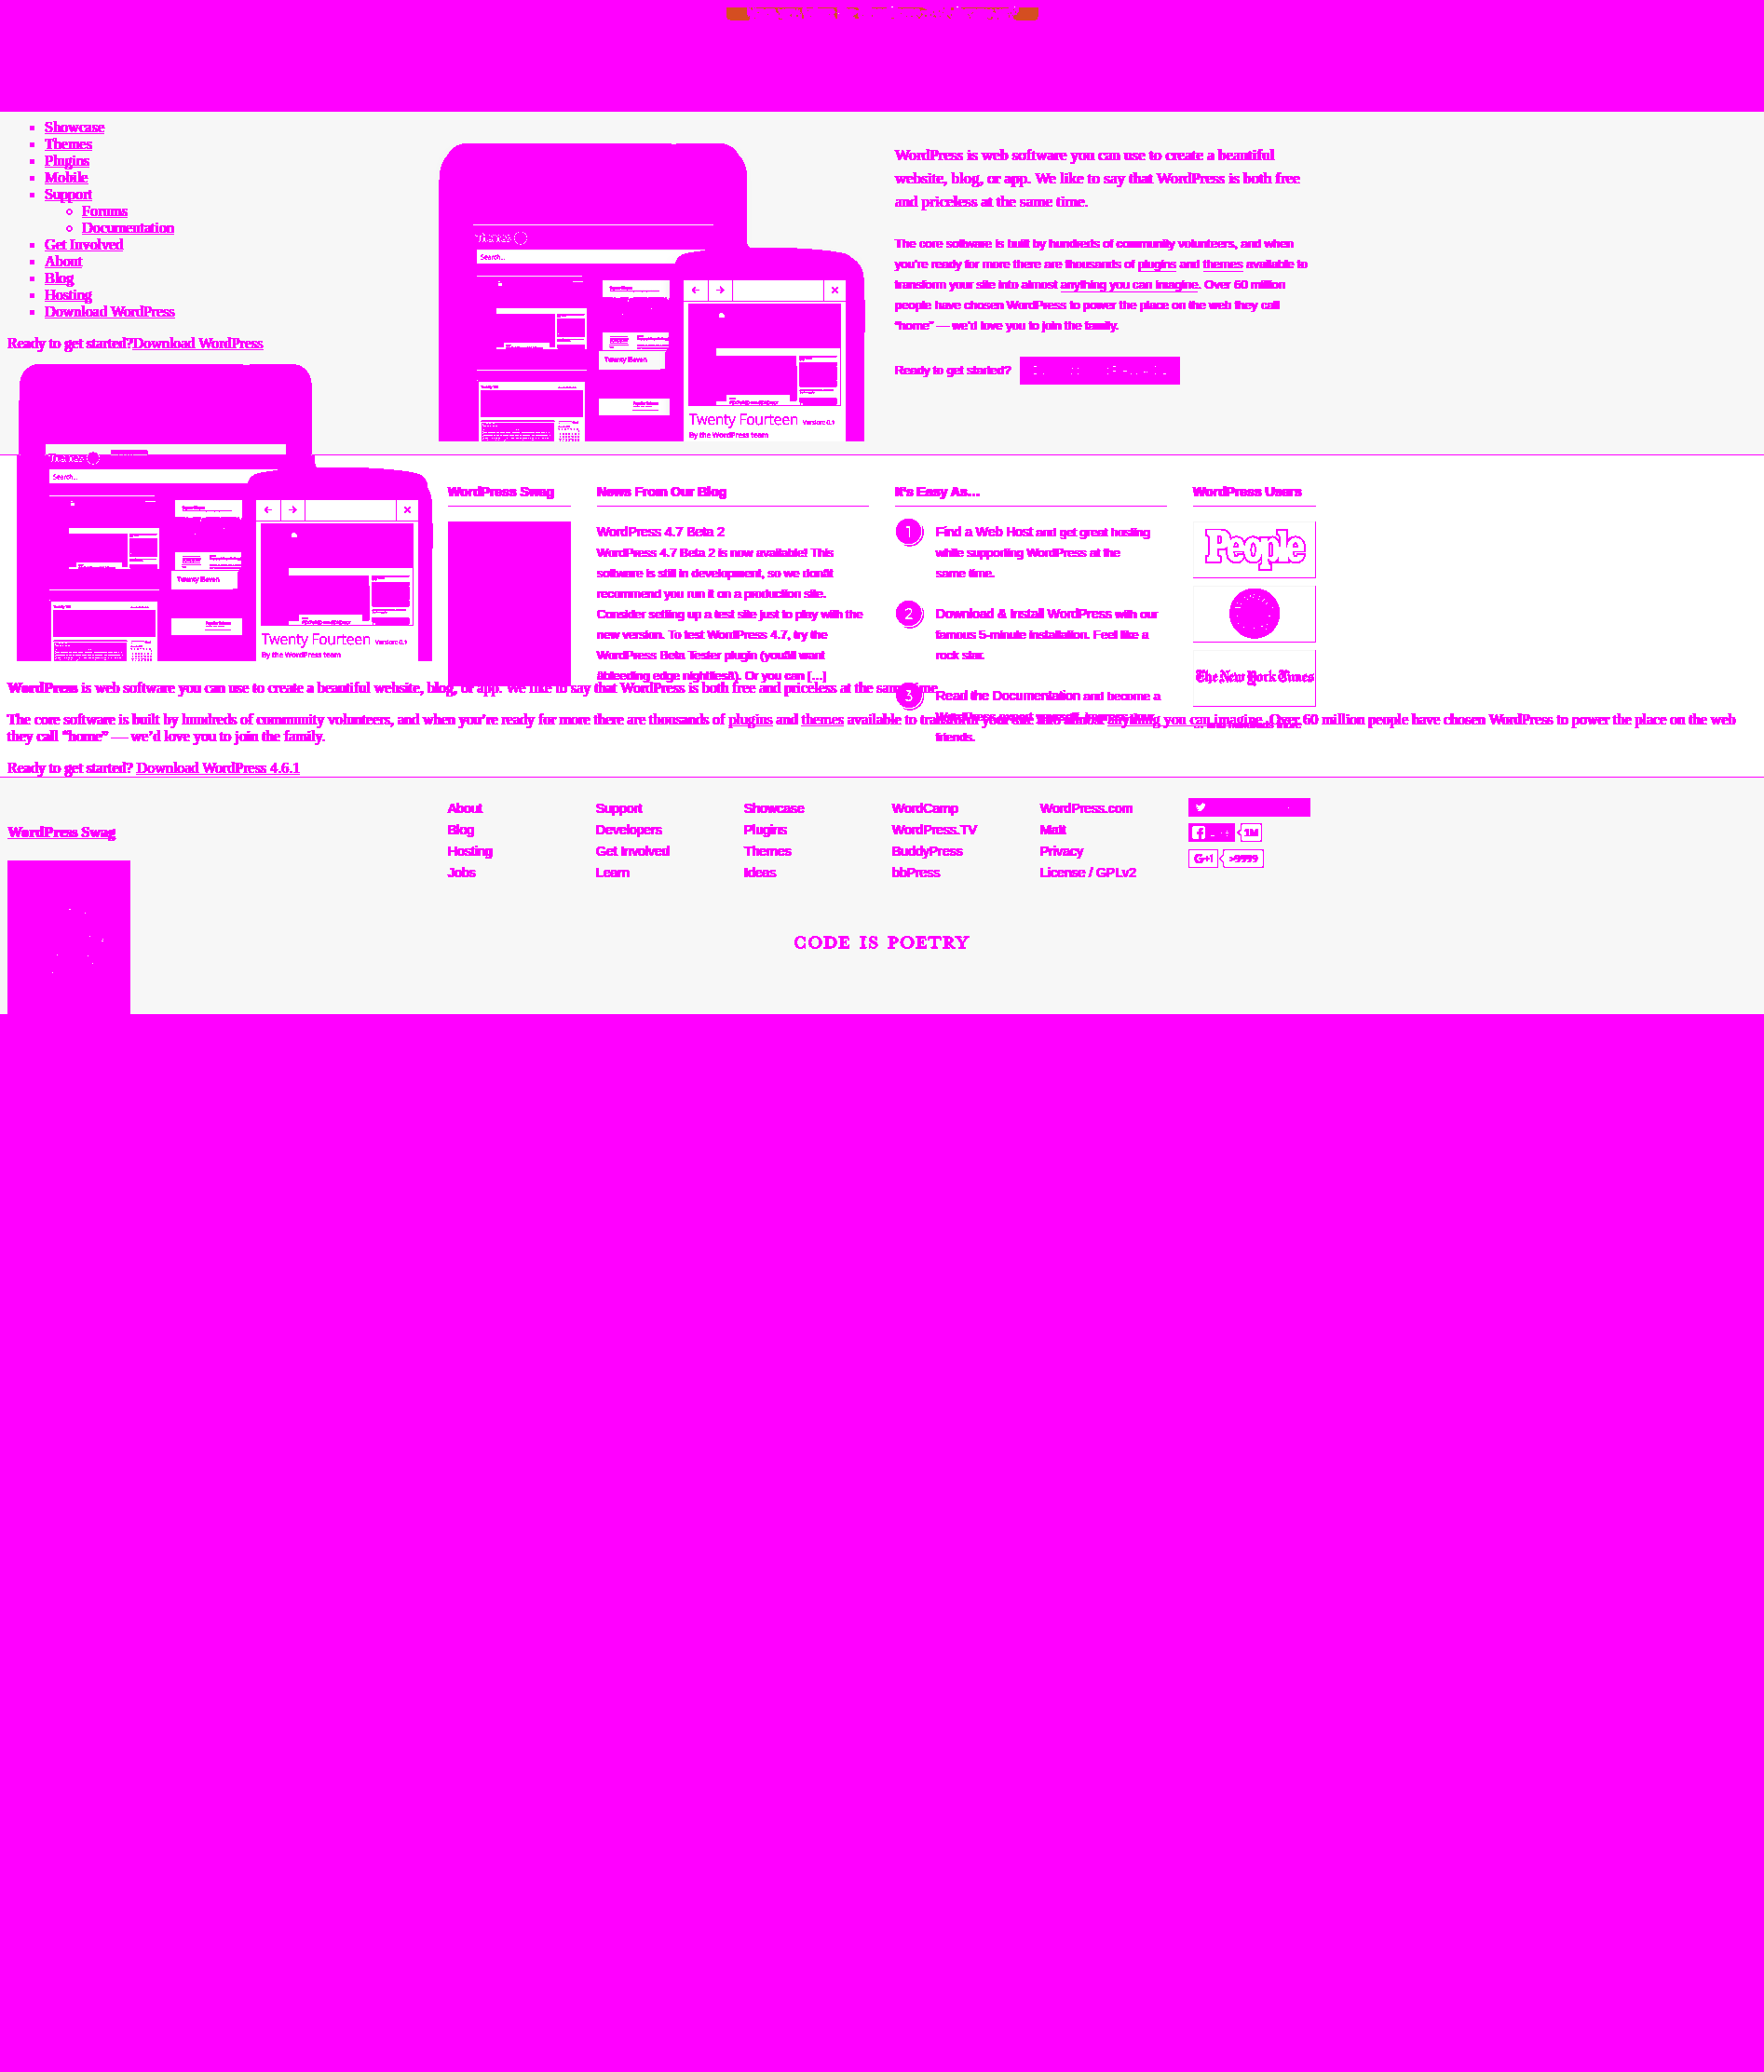 Showcase
Themes
Plugins
Mobile
Support
Forums
Documentation
Get Involved
About
Blog
Hosting
Download WordPress
Ready to get started?Download WordPress
Themes
Search...
Twenty Eleven
Twenty Fourteen Version: 0.1
By the WordPress team
WordPress is web software you can use to create a beautiful
website, blog, or app. We like to say that WordPress is both free
and priceless at the same time.
The core software is built by hundreds of community volunteers, and when
you're ready for more there are thousands of plugins and themes available to
transform your site into almost anything you can imagine. Over 60 million
people have chosen WordPress to power the place on the web they call
“home” — we'd love you to join the family.
Ready to get started?
Themes
Search...
Twenty Eleven
Twenty Fourteen Version: 0.1
By the WordPress team
WordPress Swag
News From Our Blog
WordPress 4.7 Beta 2
WordPress 4.7 Beta 2 is now available! This
software is still in development, so we donât
recommend you run it on a production site.
Consider setting up a test site just to play with the
new version. To test WordPress 4.7, try the
WordPress Beta Tester plugin (youâll want
âbleeding edge nightliesâ). Or you can [...]
It's Easy As...
1 Find a Web Host and get great hosting
while supporting WordPress at the
same time.
2 Download & Install WordPress with our
famous 5-minute installation. Feel like a
rock star.
3 Read the Documentation and become a
friends.
WordPress Users
People
The New York Times
WordPress is web software you can use to create a beautiful website, blog, or app. We like to say that WordPress is both free and priceless at the same time.
The core software is built by hundreds of community volunteers, and when you’re ready for more there are thousands of plugins and themes available to transform your site into almost anything you can imagine. Over 60 million people have chosen WordPress to power the place on the web
they call “home” — we’d love you to join the family.
Ready to get started? Download WordPress 4.6.1
WordPress Swag
About
Blog
Hosting
Jobs
Support
Developers
Get Involved
Learn
Showcase
Plugins
Themes
Ideas
WordCamp
WordPress.TV
BuddyPress
bbPress
WordPress.com
Matt
Privacy
License / GPLv2
1M
G+1 >9999
CODE IS POETRY